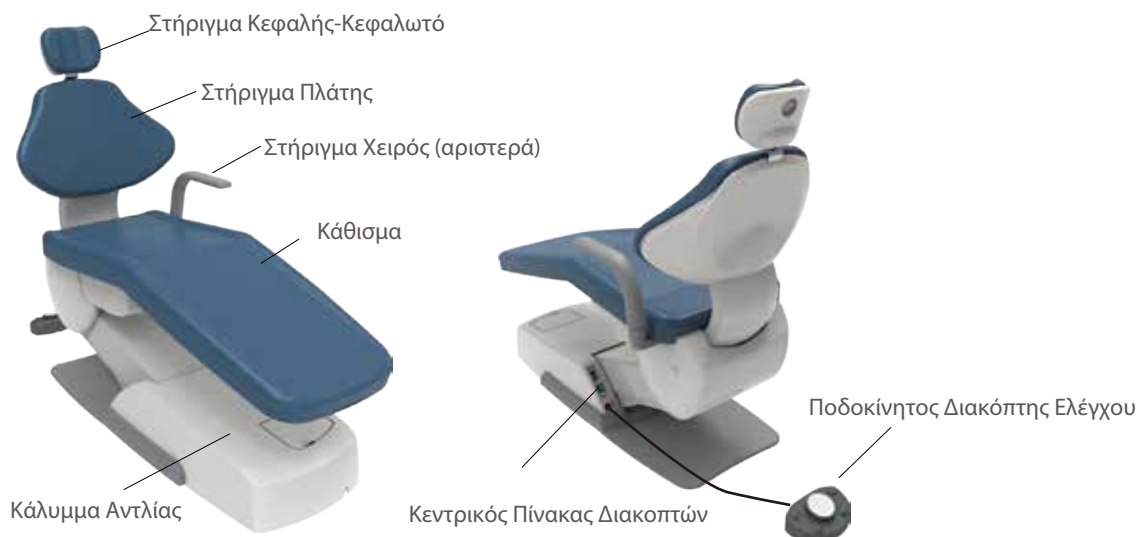 Στήριγμα Κεφαλής-Κεφαλωτό
Στήριγμα Πλάτης
Στήριγμα Χειρός (αριστερά)
Κάθισμα
Κάλυμμα Αντλίας
Ποδοκίνητος Διακόπτης Ελέγχου
Κεντρικός Πίνακας Διακοπτών